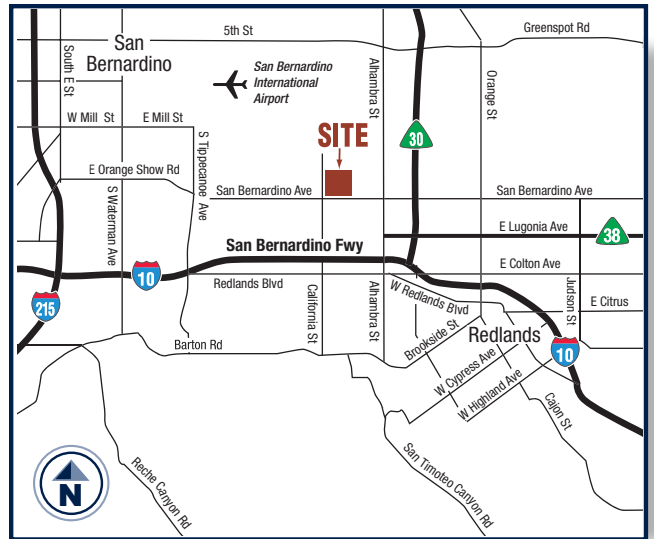 5th St
Greenspot Rd
San
Bernardino
South E St
San Bernardino
International
Airport
Alhambra St
Orange St
W Mill St
E Mill St
S Tippecanoe Ave
SITE
30
E Orange Show Rd
S Waterman Ave
San Bernardino Ave
San Bernardino Ave
E Lugonia Ave
38
San Bernardino Fwy
E Colton Ave
10
Redlands Blvd
California St
Alhambra St
W Redlands Blvd
Judson St
E Citrus
215
Barton Rd
Brookside St
Redlands
10
W Cypress Ave
W Highland Ave
Cajon St
Reche Canyon Rd
San Timoteo Canyon Rd
N